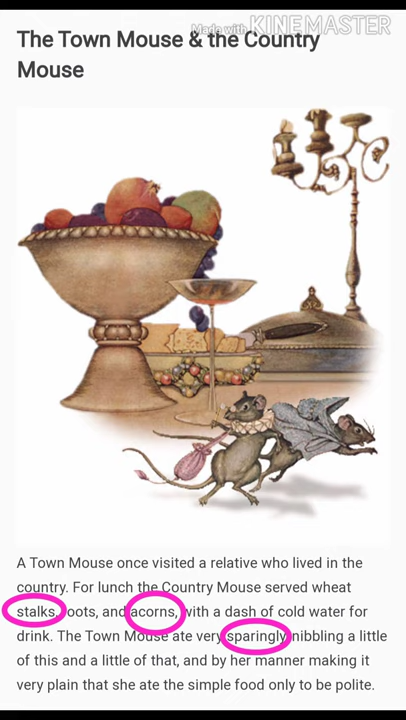 Made with KINEMASTER
The Town Mouse & the Country
Mouse
A Town Mouse once visited a relative who lived in the
country. For lunch the Country Mouse served wheat
stalks, roots, and acorns, with a dash of cold water for
drink. The Town Mouse ate very sparingly, nibbling a little
of this and a little of that, and by her manner making it
very plain that she ate the simple food only to be polite.